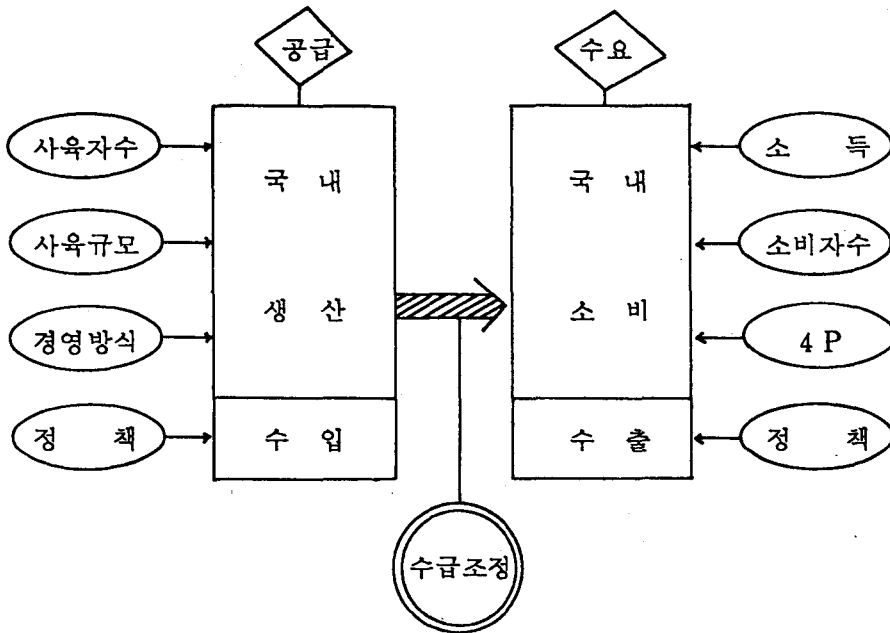 공급
수요
사육자수
국 내
국 내
소 득
사육규모
소비자수
생 산
소 비
경영방식
4 P
정 책
수 입
수 출
정 책
수급조정